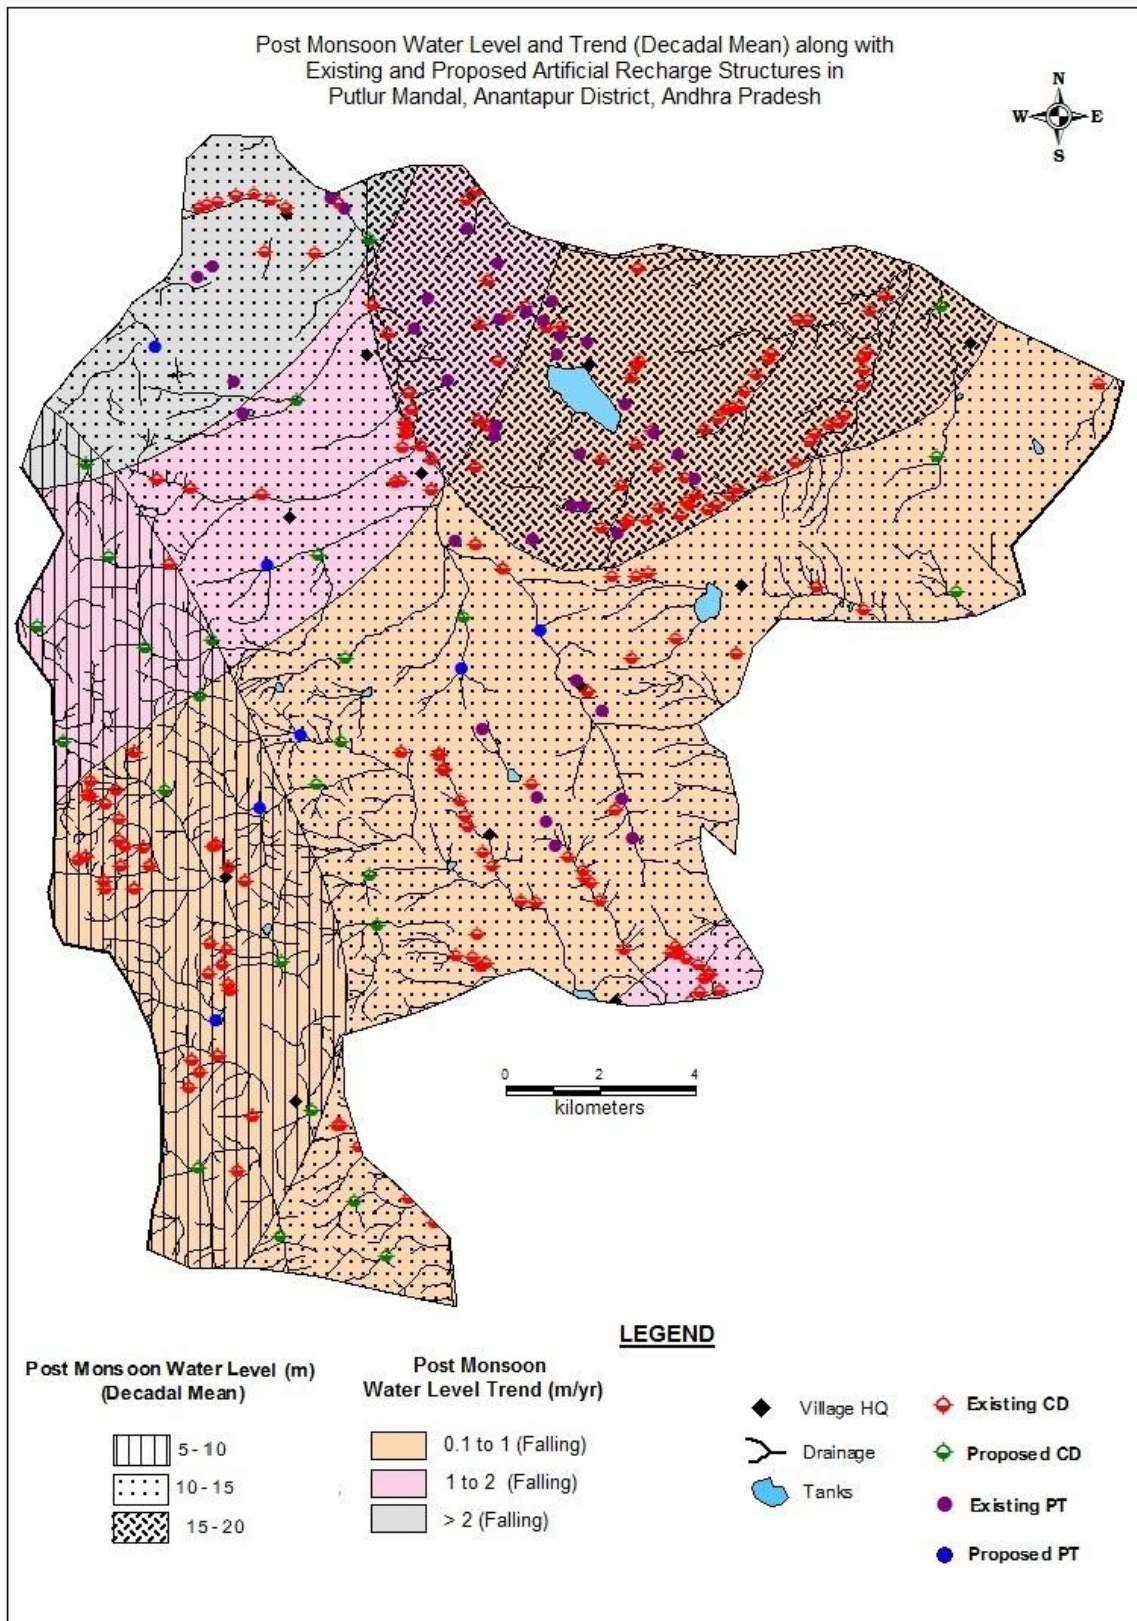 Post Monsoon Water Level and Trend (Decadal Mean) along with
Existing and Proposed Artificial Recharge Structures in
Putlur Mandal, Anantapur District, Andhra Pradesh
N
W E
S
0 2 4
kilometers
LEGEND
Post Monsoon Water Level (m)
(Decadal Mean)
5-10
10-15
15-20
Post Monsoon
Water Level Trend (m/yr)
0.1 to 1 (Falling)
1 to 2 (Falling)
> 2 (Falling)
Village HQ
Drainage
Tanks
Existing CD
Proposed CD
Existing PT
Proposed PT